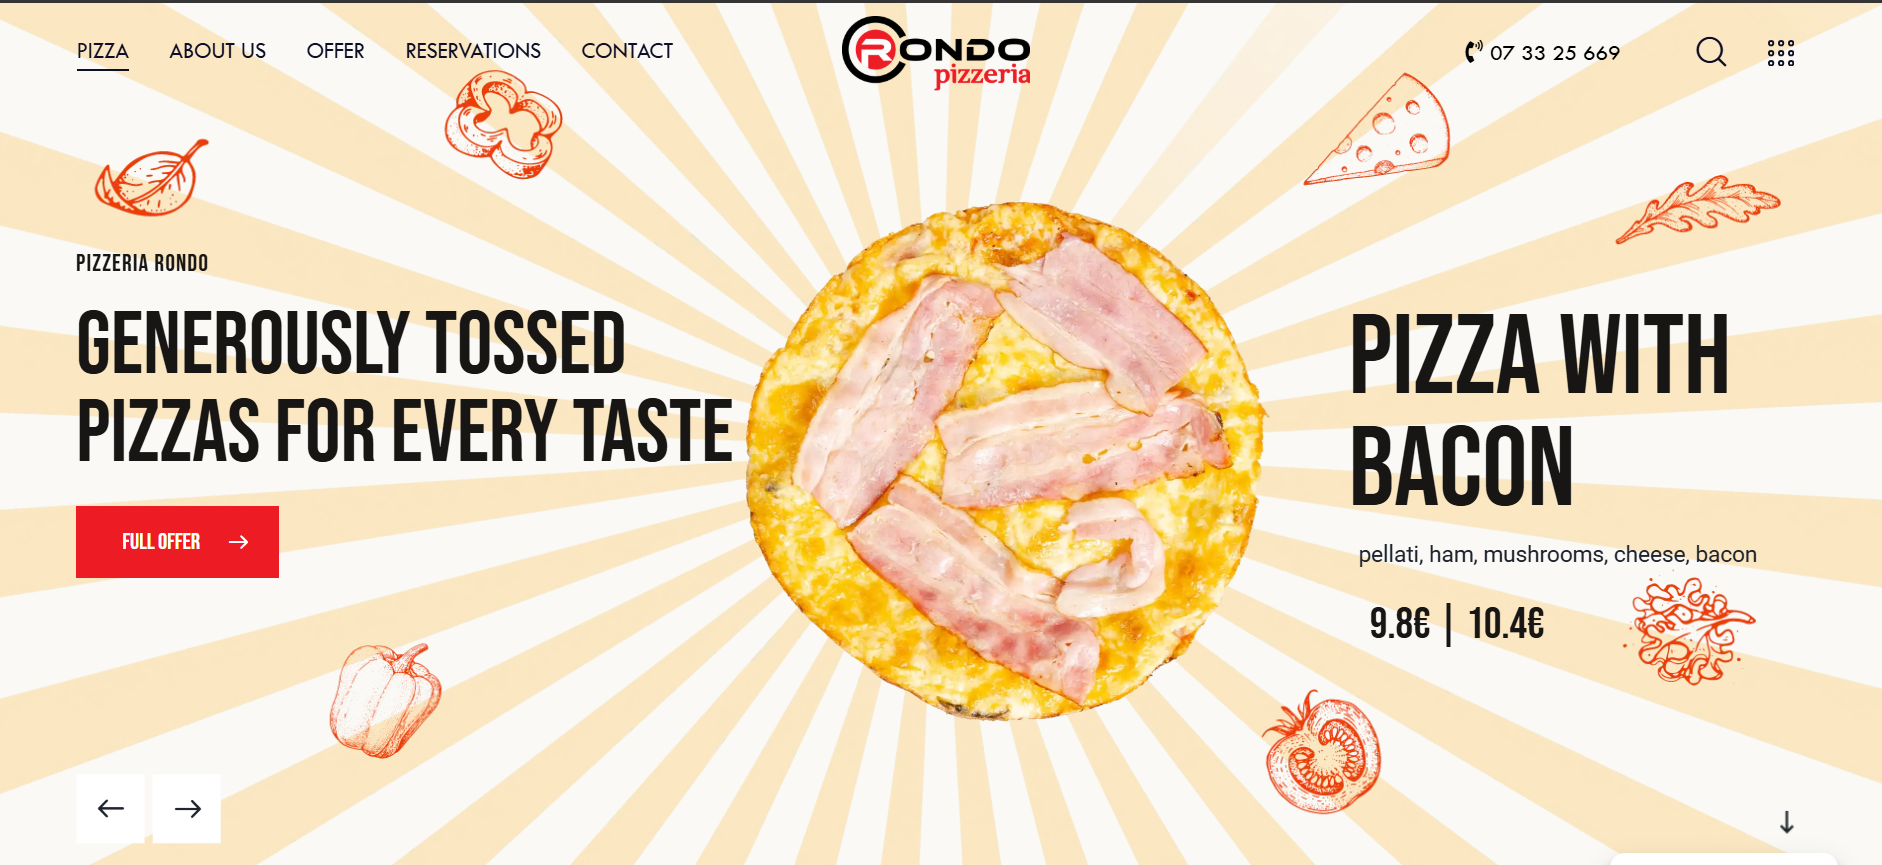 PIZZA
ABOUT US
OFFER
RESERVATIONS
CONTACT
RONDO
pizzeria
07 33 25 669
PIZZERIA RONDO
GENEROUSLY TOSSED
PIZZAS FOR EVERY TASTE
FULL OFFER
PIZZA WITH
BACON
pellati, ham, mushrooms, cheese, bacon
9.8€ | 10.4€